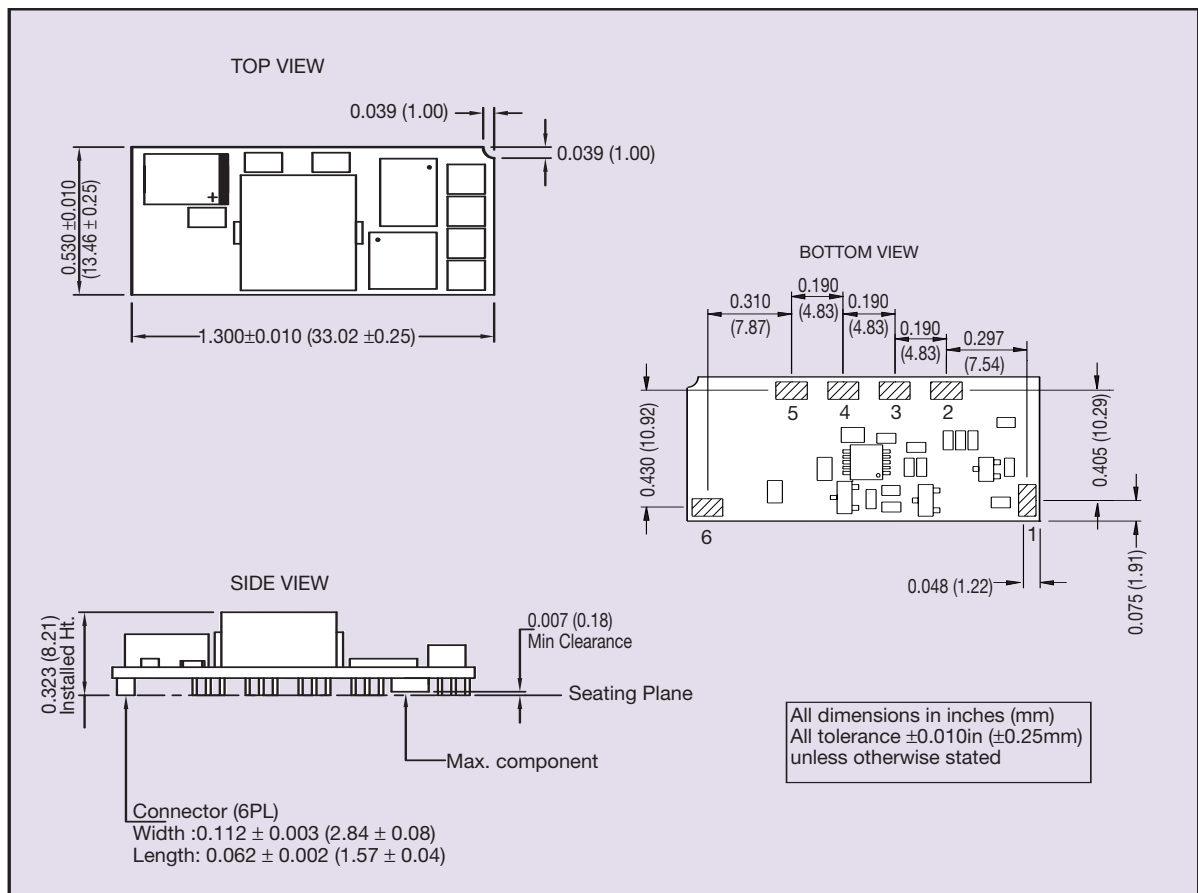 TOP VIEW
0.039 (1.00)
0.039 (1.00)
0.530 ±0.010
(13.46 ± 0.25)
+
1.300±0.010 (33.02 ±0.25)
BOTTOM VIEW
0.190
(4.83)
0.310
(7.87)
0.190
(4.83)
0.190
(4.83)
0.297
(7.54)
5
4
3
2
0.430 (10.92)
0.405 (10.29)
6
1
0.048 (1.22)
0.075 (1.91)
SIDE VIEW
0.323 (8.21)
Installed Ht.
0.007 (0.18)
Min Clearance
Seating Plane
Max. component
Connector (6PL)
Width :0.112 ± 0.003 (2.84 ± 0.08)
Length: 0.062 ± 0.002 (1.57 ± 0.04)
All dimensions in inches (mm)
All tolerance ±0.010in (±0.25mm)
unless otherwise stated